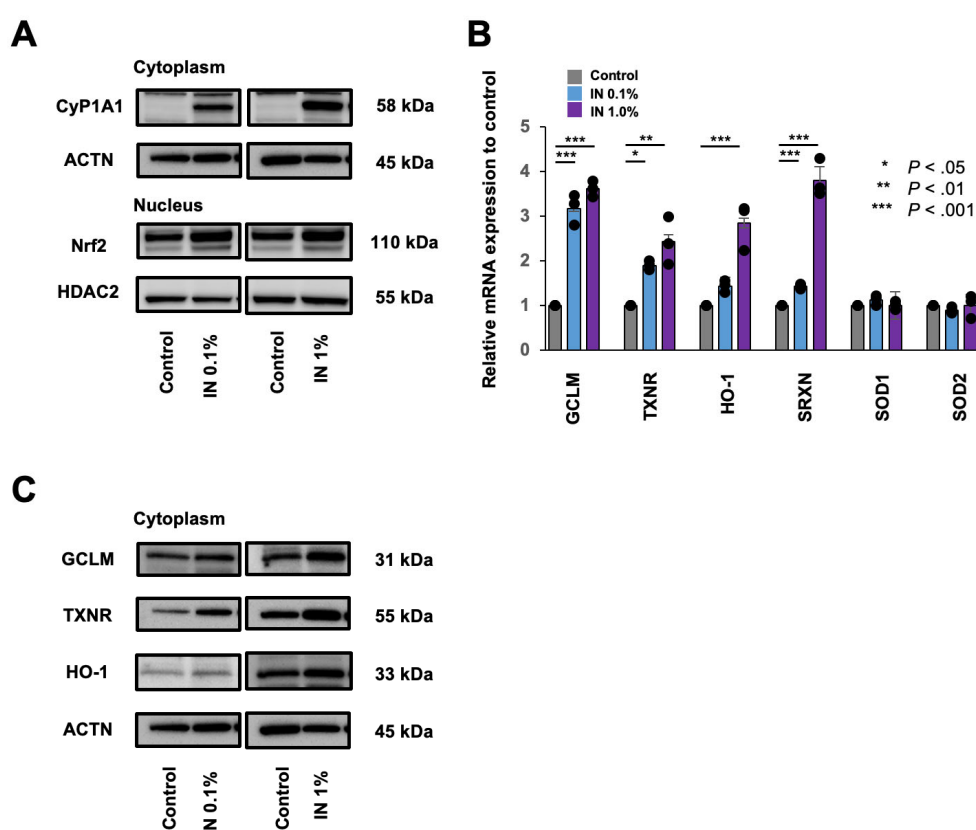 A
Cytoplasm
CyP1A1
58 kDa
ACTN
45 kDa
Nucleus
Nrf2
110 kDa
HDAC2
55 kDa
Control
IN 0.1%
Control
IN 1%
B
Control
IN 0.1%
IN 1.0%
Relative mRNA expression to control
5
4
3
2
1
0
*** *** ** * *** *** ***
* P < .05
** P < .01
*** P < .001
GCLM
TXNR
HO-1
SRXN
SOD1
SOD2
C
Cytoplasm
GCLM
31 kDa
TXNR
55 kDa
HO-1
33 kDa
ACTN
45 kDa
Control
N 0.1%
Control
IN 1%